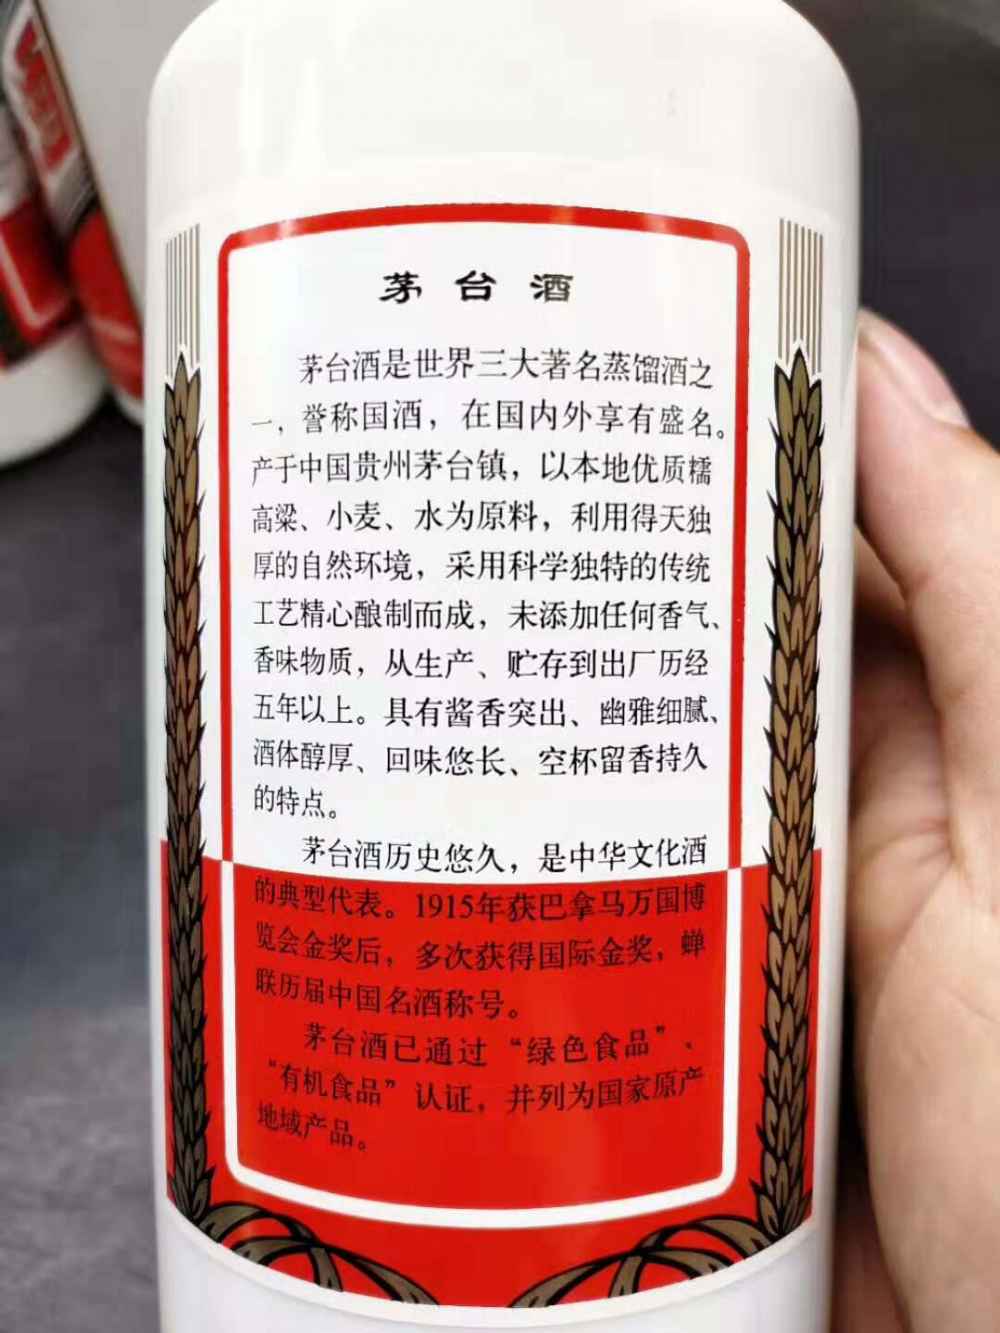 茅台酒
茅台酒是世界三大著名蒸馏酒之
一，誉称国酒，在国内外享有盛名。
产于中国贵州茅台镇，以本地优质糯
高粱、小麦、水为原料，利用得天独
厚的自然环境，采用科学独特的传统
工艺精心酿制而成，未添加任何香气、
香味物质，从生产、贮存到出厂历经
五年以上。具有酱香突出、幽雅细腻、
酒体醇厚、回味悠长、空杯留香持久
的特点。
茅台酒历史悠久，是中华文化酒
的典型代表。1915年获巴拿马万国博
览会金奖后，多次获得国际金奖，蝉
联历届中国名酒称号。
茅台酒已通过“绿色食品”、
“有机食品”认证，并列为国家原产
地域产品。